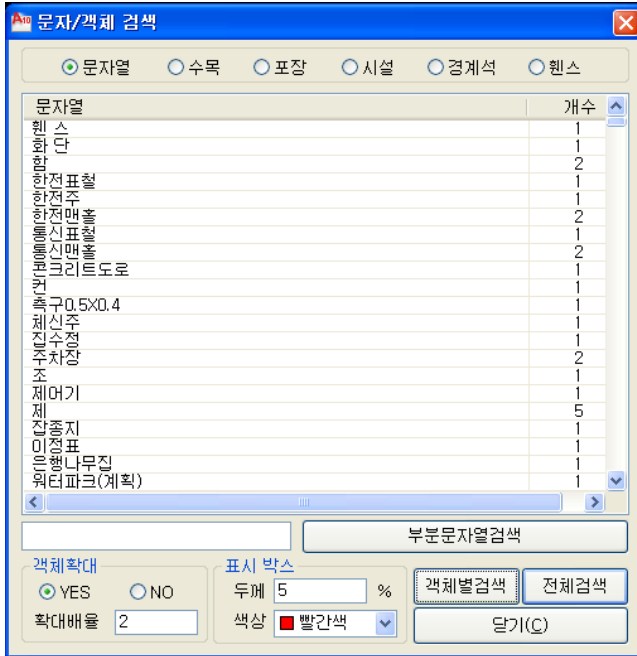 A10 문자/객체 검색
문자열 수목 포장 시설 경계석 휀스
문자열 개수
휀 스 1
화 단 1
함 2
한전표철 1
한전주 1
한전맨홀 2
통신표철 1
통신맨홀 2
콘크리트도로 1
컨 1
측구0.5X0.4 1
체신주 1
집수정 1
주차장 2
조 1
제어기 1
제 5
잡종지 1
이정표 1
은행나무집 1
워터파크(계획) 1
부분문자열검색
객체확대 표시 박스
YES NO 두께 5 % 객체별검색 전체검색
확대배율 2 색상 빨간색 닫기(C)